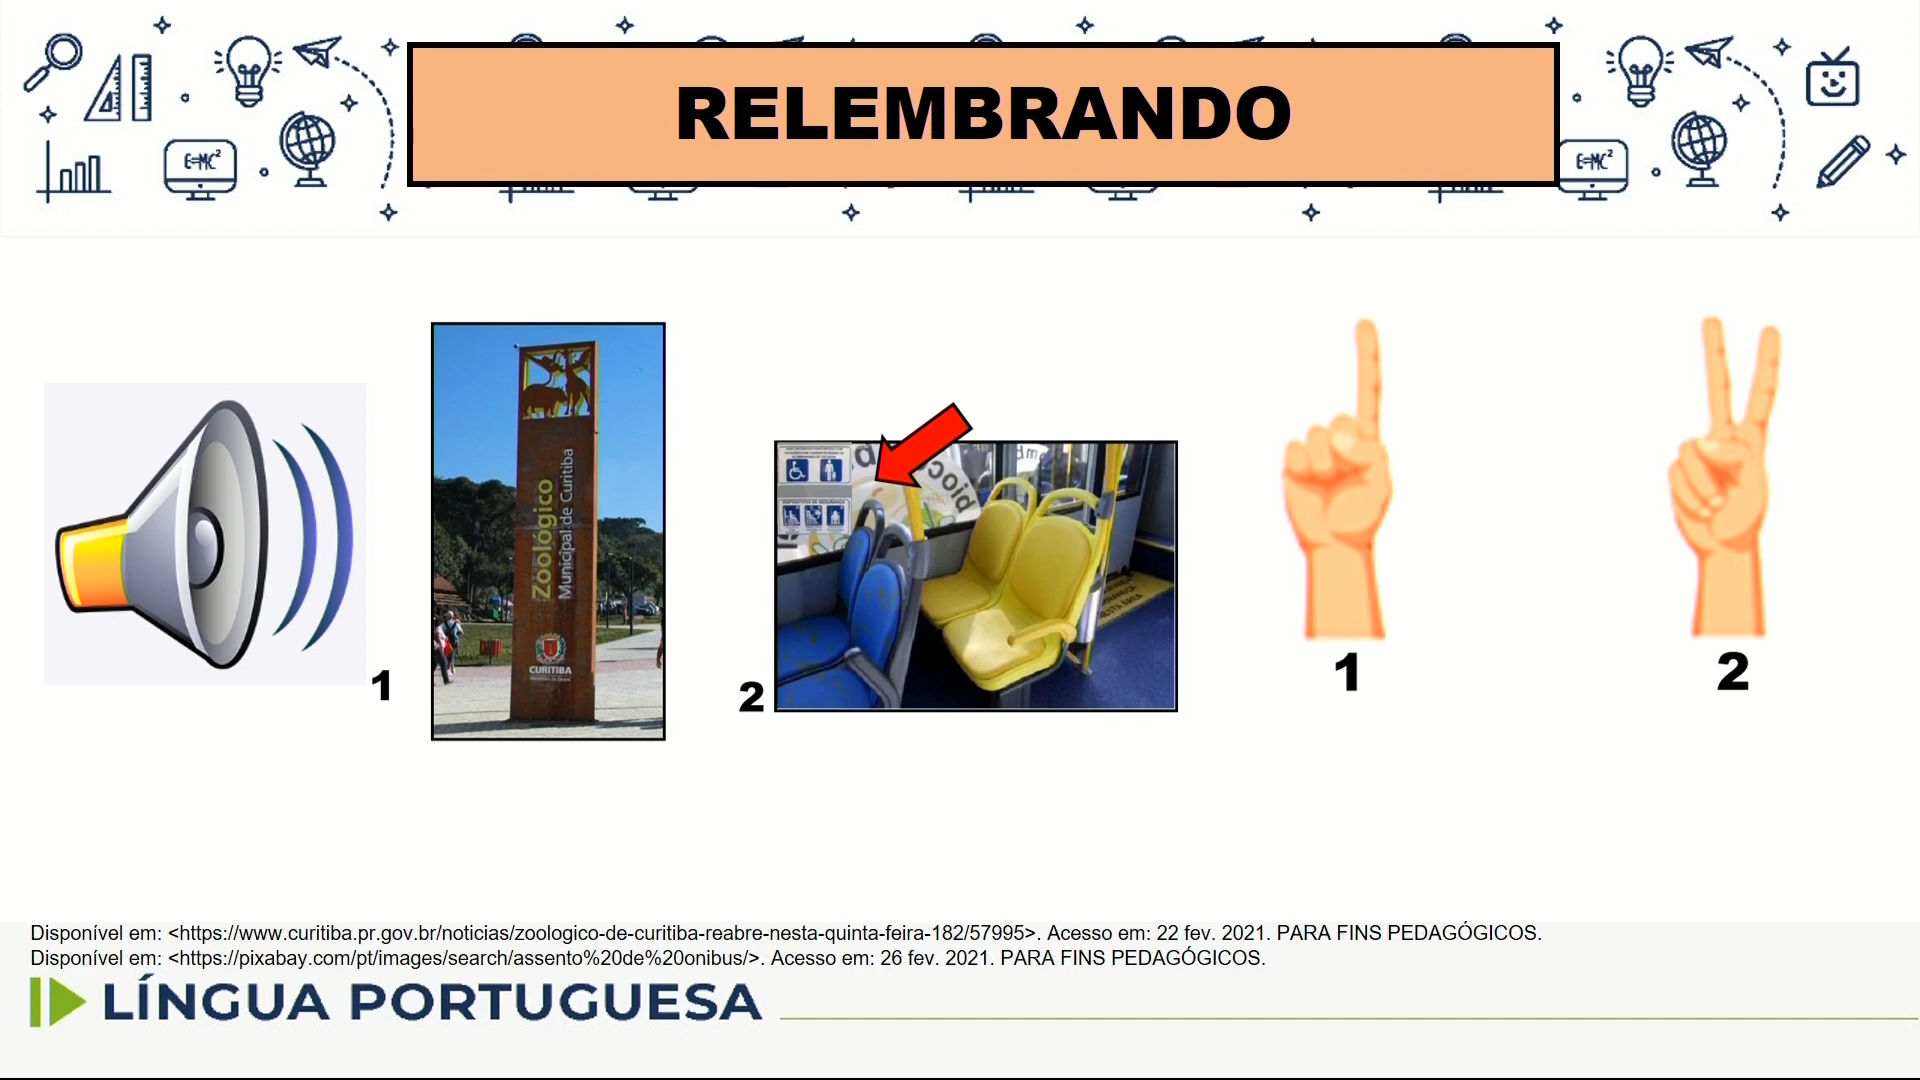 RELEMBRANDO
E=MC²
E=MC²
Zoológico
Municipal de Curitiba
CURITIBA
1
2
1
2
Disponível em: <https://www.curitiba.pr.gov.br/noticias/zoologico-de-curitiba-reabre-nesta-quinta-feira-182/57995>. Acesso em: 22 fev. 2021. PARA FINS PEDAGÓGICOS.
Disponível em: <https://pixabay.com/pt/images/search/assento%20de%20onibus/>. Acesso em: 26 fev. 2021. PARA FINS PEDAGÓGICOS.
LÍNGUA PORTUGUESA